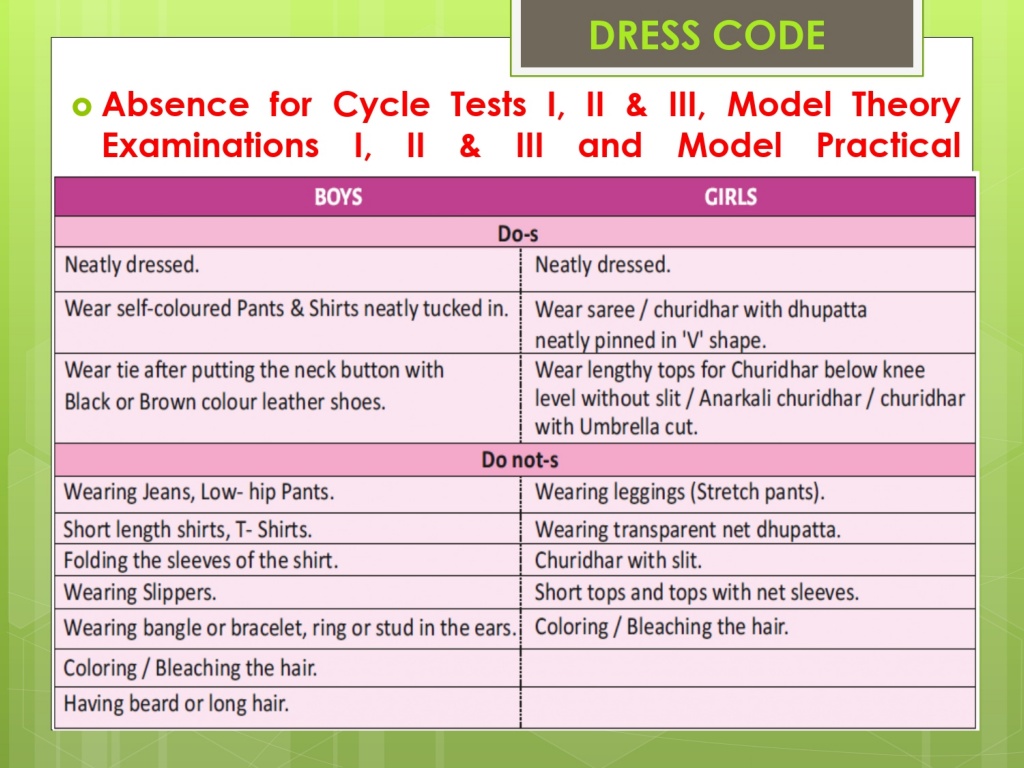 DRESS CODE
Absence for Cycle Tests I, II & III, Model Theory
Examinations I, II & III and Model Practical
BOYS GIRLS
Do-s
Neatly dressed. Neatly dressed.
Wear self-coloured Pants & Shirts neatly tucked in. Wear saree / churidhar with dhupatta
neatly pinned in 'V' shape.
Wear tie after putting the neck button with Wear lengthy tops for Churidhar below knee
Black or Brown colour leather shoes. level without slit / Anarkali churidhar / churidhar
with Umbrella cut.
Do not-s
Wearing Jeans, Low- hip Pants. Wearing leggings (Stretch pants).
Short length shirts, T- Shirts. Wearing transparent net dhupatta.
Folding the sleeves of the shirt. Churidhar with slit.
Wearing Slippers. Short tops and tops with net sleeves.
Wearing bangle or bracelet, ring or stud in the ears. Coloring / Bleaching the hair.
Coloring / Bleaching the hair.
Having beard or long hair.